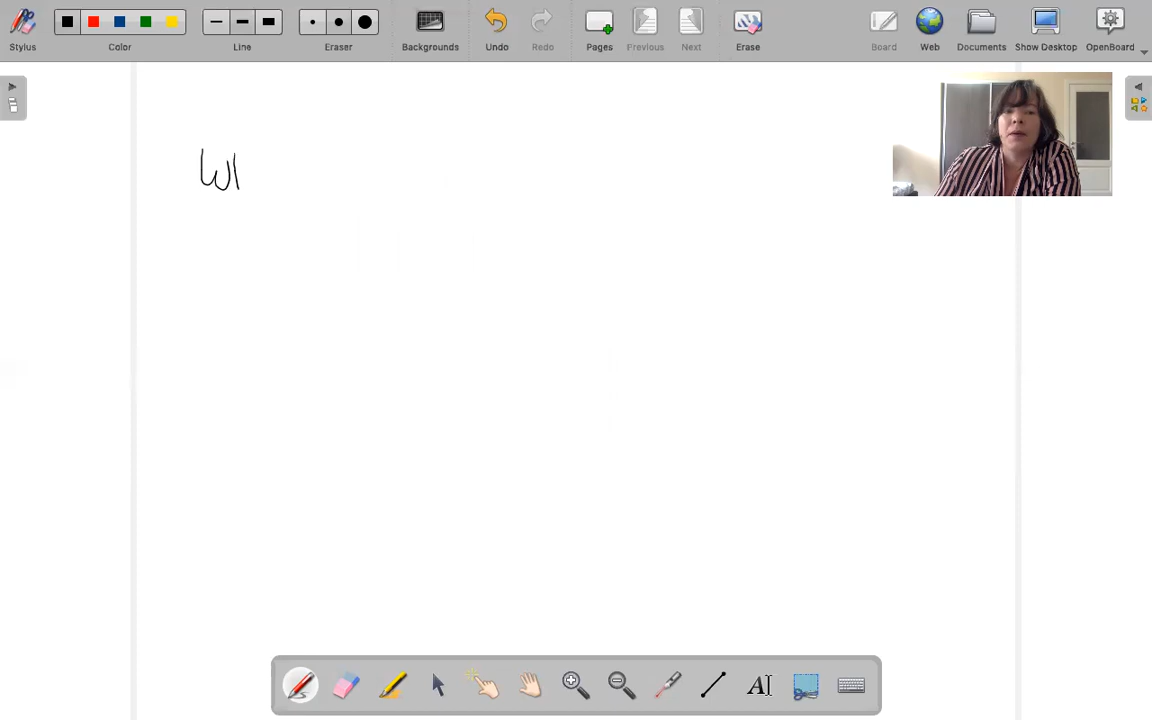 Stylus
Color
Line
Eraser
Backgrounds
Undo
Redo
Pages
Previous
Next
Erase
Board
Web
Documents
Show Desktop
OpenBoard